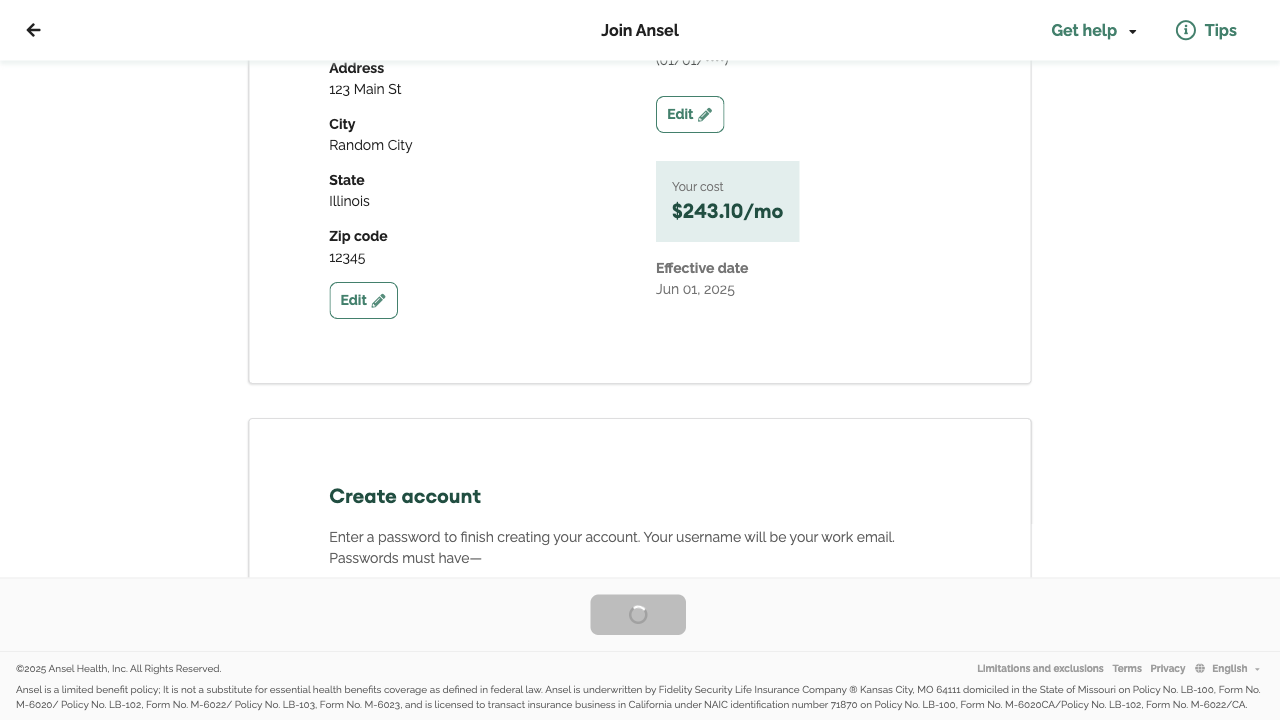 Join Ansel
Get help
Tips
Address
123 Main St
City
Random City
State
Illinois
Zip code
12345
Edit
Edit
Your cost
$243.10/mo
Effective date
Jun 01, 2025
Create account
Enter a password to finish creating your account. Your username will be your work email.
Passwords must have—
©2025 Ansel Health, Inc. All Rights Reserved.
Limitations and exclusions Terms Privacy English
Ansel is a limited benefit policy; It is not a substitute for essential health benefits coverage as defined in federal law. Ansel is underwritten by Fidelity Security Life Insurance Company ® Kansas City, MO 64111 domiciled in the State of Missouri on Policy No. LB-100, Form No.
M-6020/ Policy No. LB-102, Form No. M-6022/ Policy No. LB-103, Form No. M-6023, and is licensed to transact insurance business in California under NAIC identification number 71870 on Policy No. LB-100, Form No. M-6020CA/Policy No. LB-102, Form No. M-6022/CA.